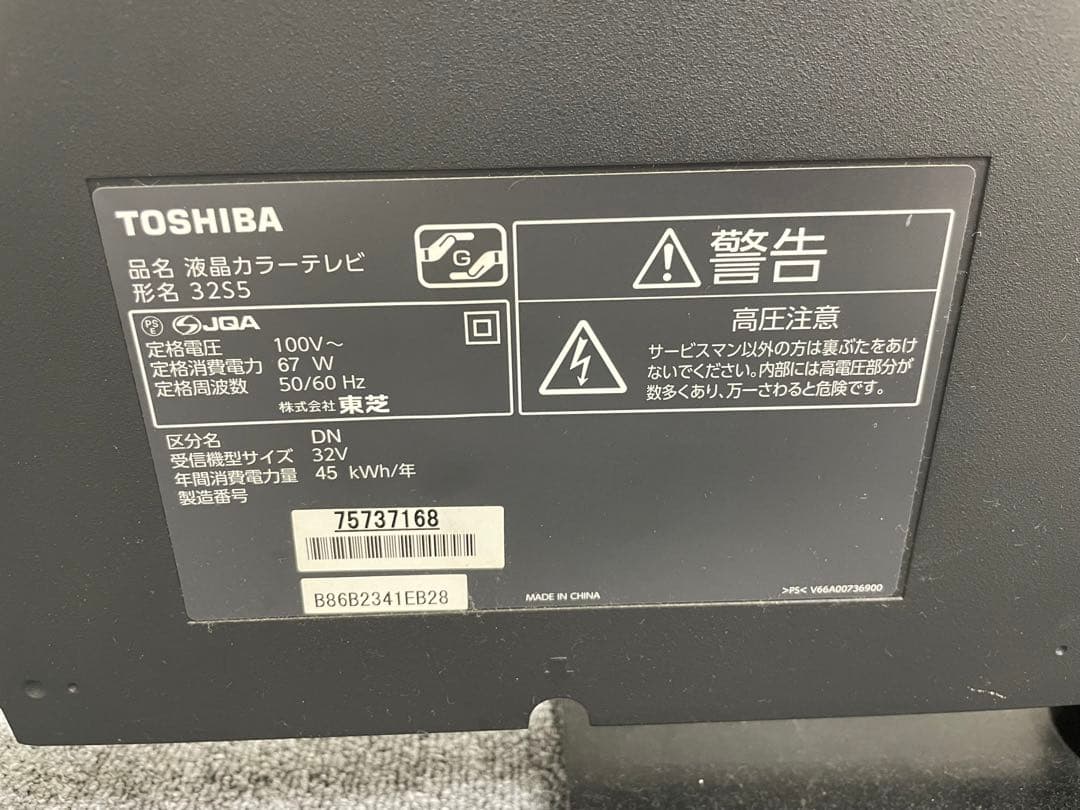 TOSHIBA
品名 液晶カラーテレビ
形名 32S5
G
PS
E
JQA
定格電圧 100V～
定格消費電力 67 W
定格周波数 50/60 Hz
株式会社 東芝
区分名 DN
受信機型サイズ 32V
年間消費電力量 45 kWh/年
製造番号
75737168
B86B2341EB28
警告
高圧注意
サービスマン以外の方は裏ぶたをあけ
ないでください。内部には高電圧部分が
数多くあり、万一さわると危険です。
MADE IN CHINA
>PS< V66A00736900